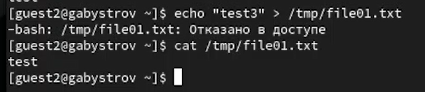 [guest2@gabystrov ~]$ echo "test3" > /tmp/file01.txt
-bash: /tmp/file01.txt: Отказано в доступе
[guest2@gabystrov ~]$ cat /tmp/file01.txt
test
[guest2@gabystrov ~]$